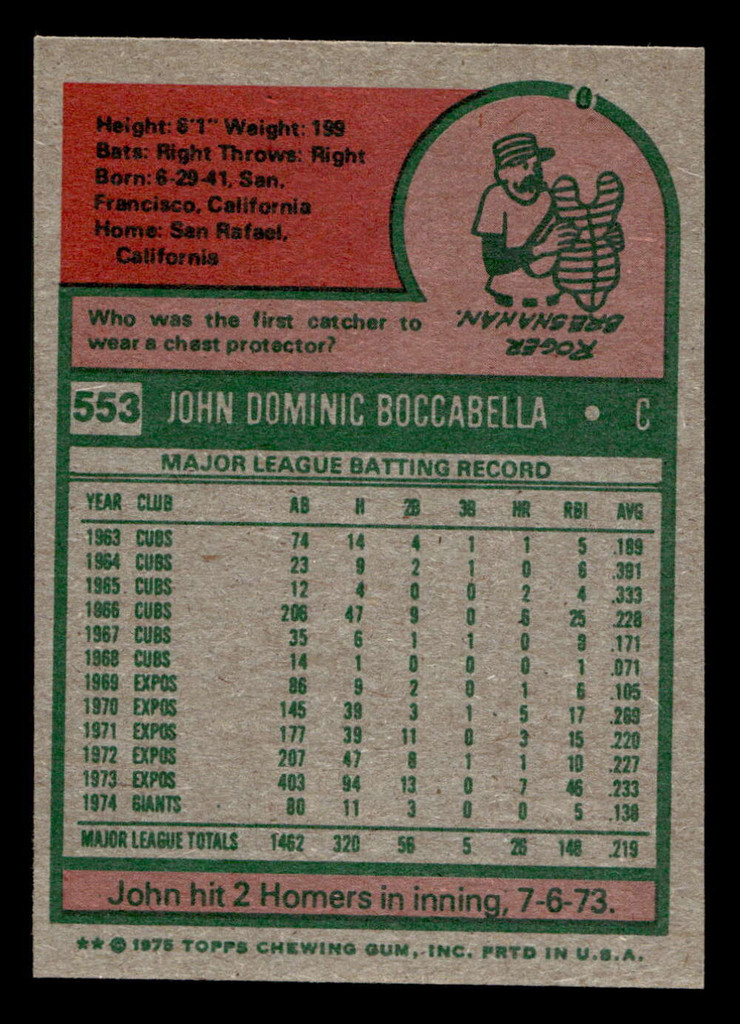 Height: 6'1" Weight: 199
Bats: Right Throws: Right
Born: 6-29-41, San.
Francisco, California
Home: San Rafael,
California
Who was the first catcher to
wear a chest protector?
ROGER
BRESNAHAN.
553 JOHN DOMINIC BOCCABELLA • C
MAJOR LEAGUE BATTING RECORD
YEAR CLUB AB H 2B 3B HR RBI AVG
1963 CUBS 74 14 4 1 1 5 .189
1964 CUBS 23 9 2 1 0 6 .391
1965 CUBS 12 4 0 0 2 4 .333
1966 CUBS 206 47 9 0 6 25 .228
1967 CUBS 35 6 1 1 0 8 .171
1968 CUBS 14 1 0 0 0 1 .071
1969 EXPOS 86 9 2 0 1 6 .105
1970 EXPOS 145 39 3 1 5 17 .269
1971 EXPOS 177 39 11 0 3 15 .220
1972 EXPOS 207 47 8 1 1 10 .227
1973 EXPOS 403 94 13 0 7 46 .233
1974 GIANTS 80 11 3 0 0 5 .138
MAJOR LEAGUE TOTALS 1462 320 56 5 26 148 .219
John hit 2 Homers in inning, 7-6-73.
★★ © 1975 TOPPS CHEWING GUM, INC. PRTD IN U.S.A.